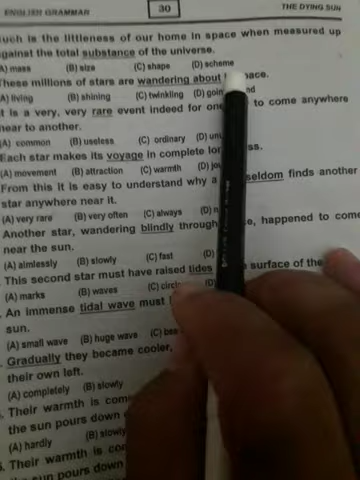 ENGLISH GRAMMAR 30 THE DYING SUN
Such is the littleness of our home in space when measured up
against the total substance of the universe.
(A) mass (B) size (C) shape (D) scheme
These millions of stars are wandering about
(A) living (B) shining (C) twinkling (D)
It is a very, very rare event indeed for one to come anywhere
near to another.
(A) common (B) useless (C) ordinary (D)
Each star makes its voyage in complete
(A) movement (B) attraction (C) warmth (D)
From this it is easy to understand why a seldom finds another
star anywhere near it.
(A) very rare (B) very often (C) always (D)
Another star, wandering blindly through happened to come
near the sun.
(A) aimlessly (B) slowly (C) fast (D)
This second star must have raised tides surface of the
(A) marks (B) waves (C)
An immense tidal wave must
sun.
(A) small wave (B) huge wave (C)
Gradually they became cooler,
their own left.
(A) completely (B) slowly
Their warmth is
the sun pours down
(A) hardly (B) slowly
Their warmth is
the sun pours down